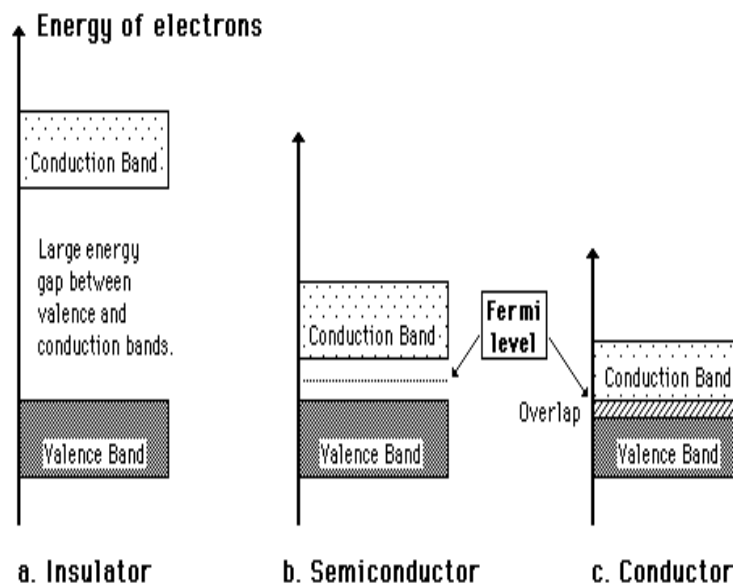 Energy of electrons
Conduction Band
Large energy
gap between
valence and
conduction bands.
Valence Band
a. Insulator
Conduction Band
Valence Band
b. Semiconductor
Fermi
level
Conduction Band
Overlap
Valence Band
c. Conductor